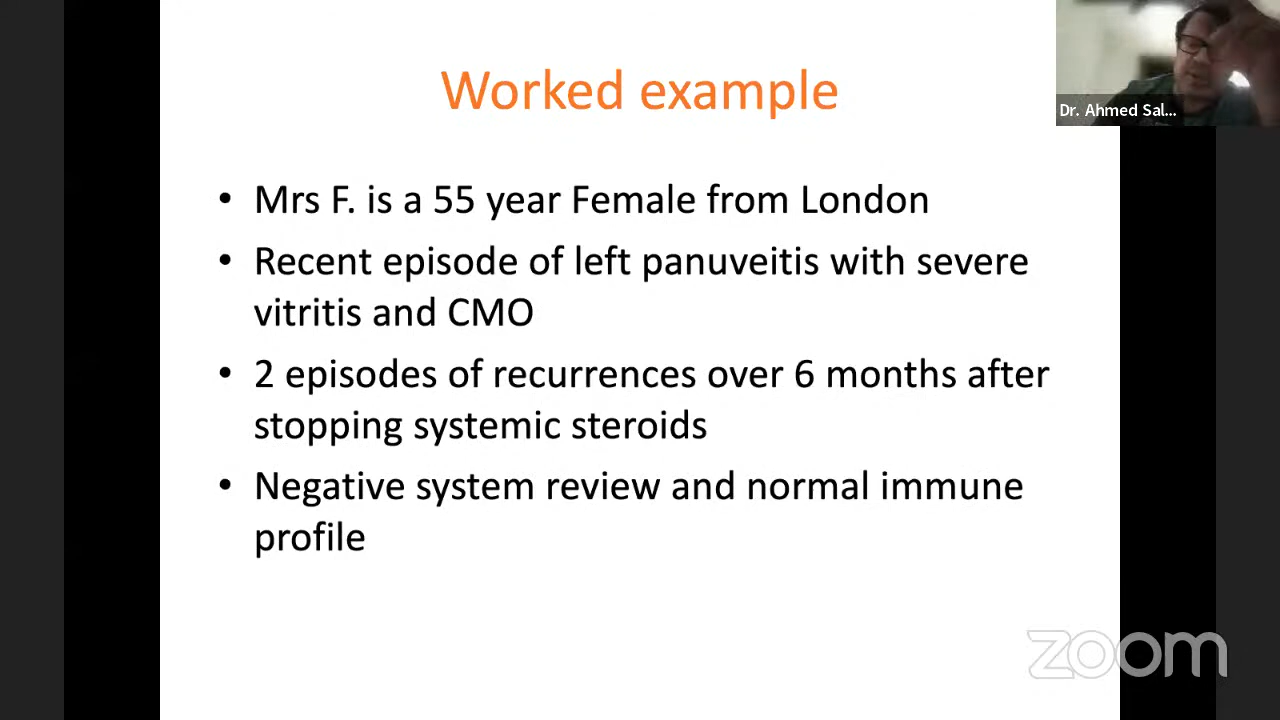 Worked example
Dr. Ahmed Sal...
• Mrs F. is a 55 year Female from London
• Recent episode of left panuveitis with severe
vitritis and CMO
• 2 episodes of recurrences over 6 months after
stopping systemic steroids
• Negative system review and normal immune
profile
zoom